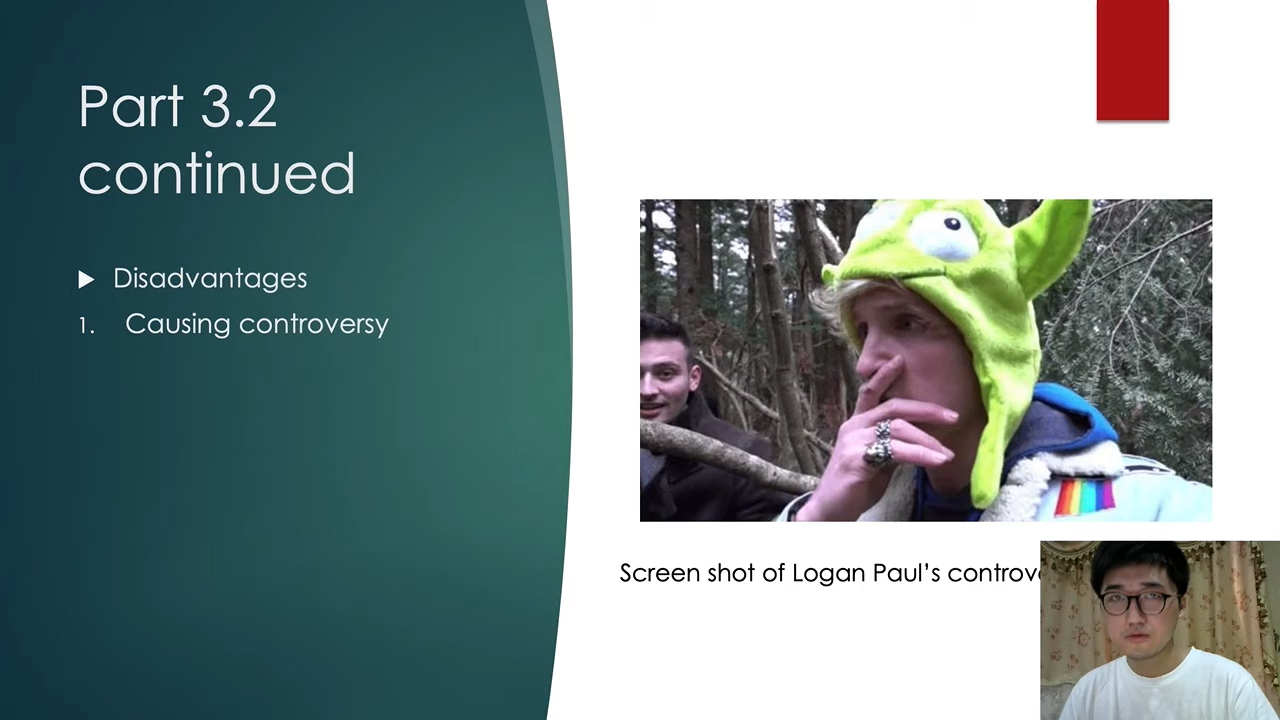 Part 3.2
continued
Disadvantages
1. Causing controversy
Screen shot of Logan Paul’s